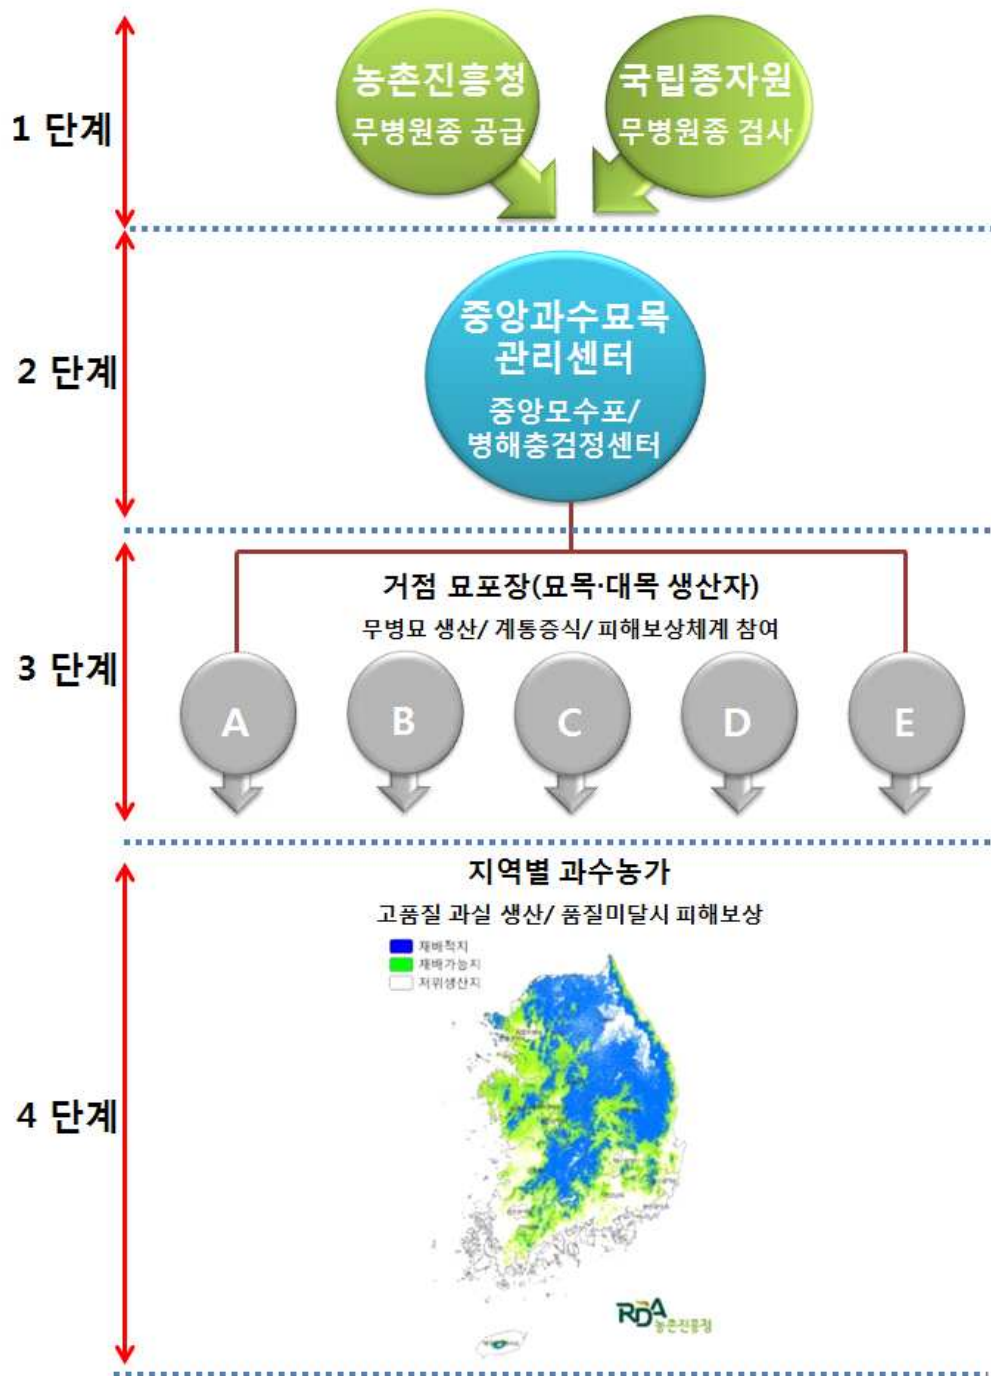 1 단계
농촌진흥청
무병원종 공급
국립종자원
무병원종 검사
2 단계
중앙과수묘목
관리센터
중앙모수포/
병해충검정센터
3 단계
거점 묘포장(묘목·대목 생산자)
무병묘 생산/ 계통증식/ 피해보상체계 참여
A
B
C
D
E
4 단계
지역별 과수농가
고품질 과실 생산/ 품질미달시 피해보상
재배적지
재배가능지
저위생산지
RDA
농촌진흥청